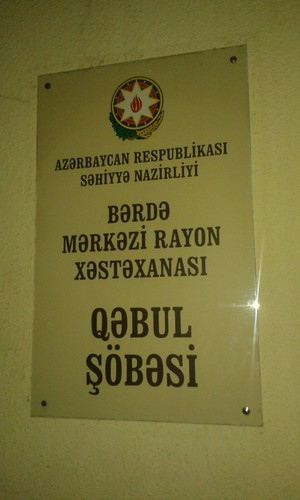 AZƏRBAYCAN RESPUBLİKASI
SƏHİYYƏ NAZİRLİYİ
BƏRDƏ
MƏRKƏZİ RAYON
XƏSTƏXANASI
QƏBUL
ŞÖBƏSİ